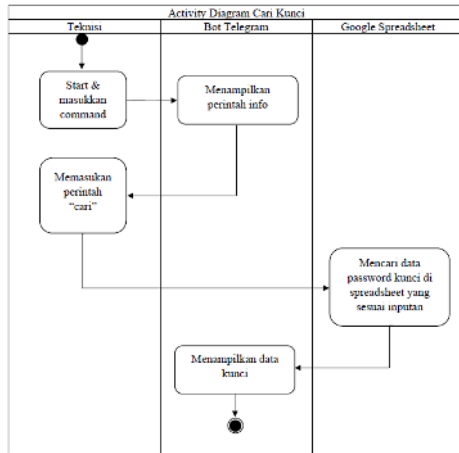 Activity Diagram Cari Kunci
Teknisi
Bot Telegram
Google Spreadsheet
Start &
masukkan
command
Menampilkan
perintah info
Memasukan
perintah
“cari”
Mencari data
password kunci di
spreadsheet yang
sesuai inputan
Menampilkan data
kunci